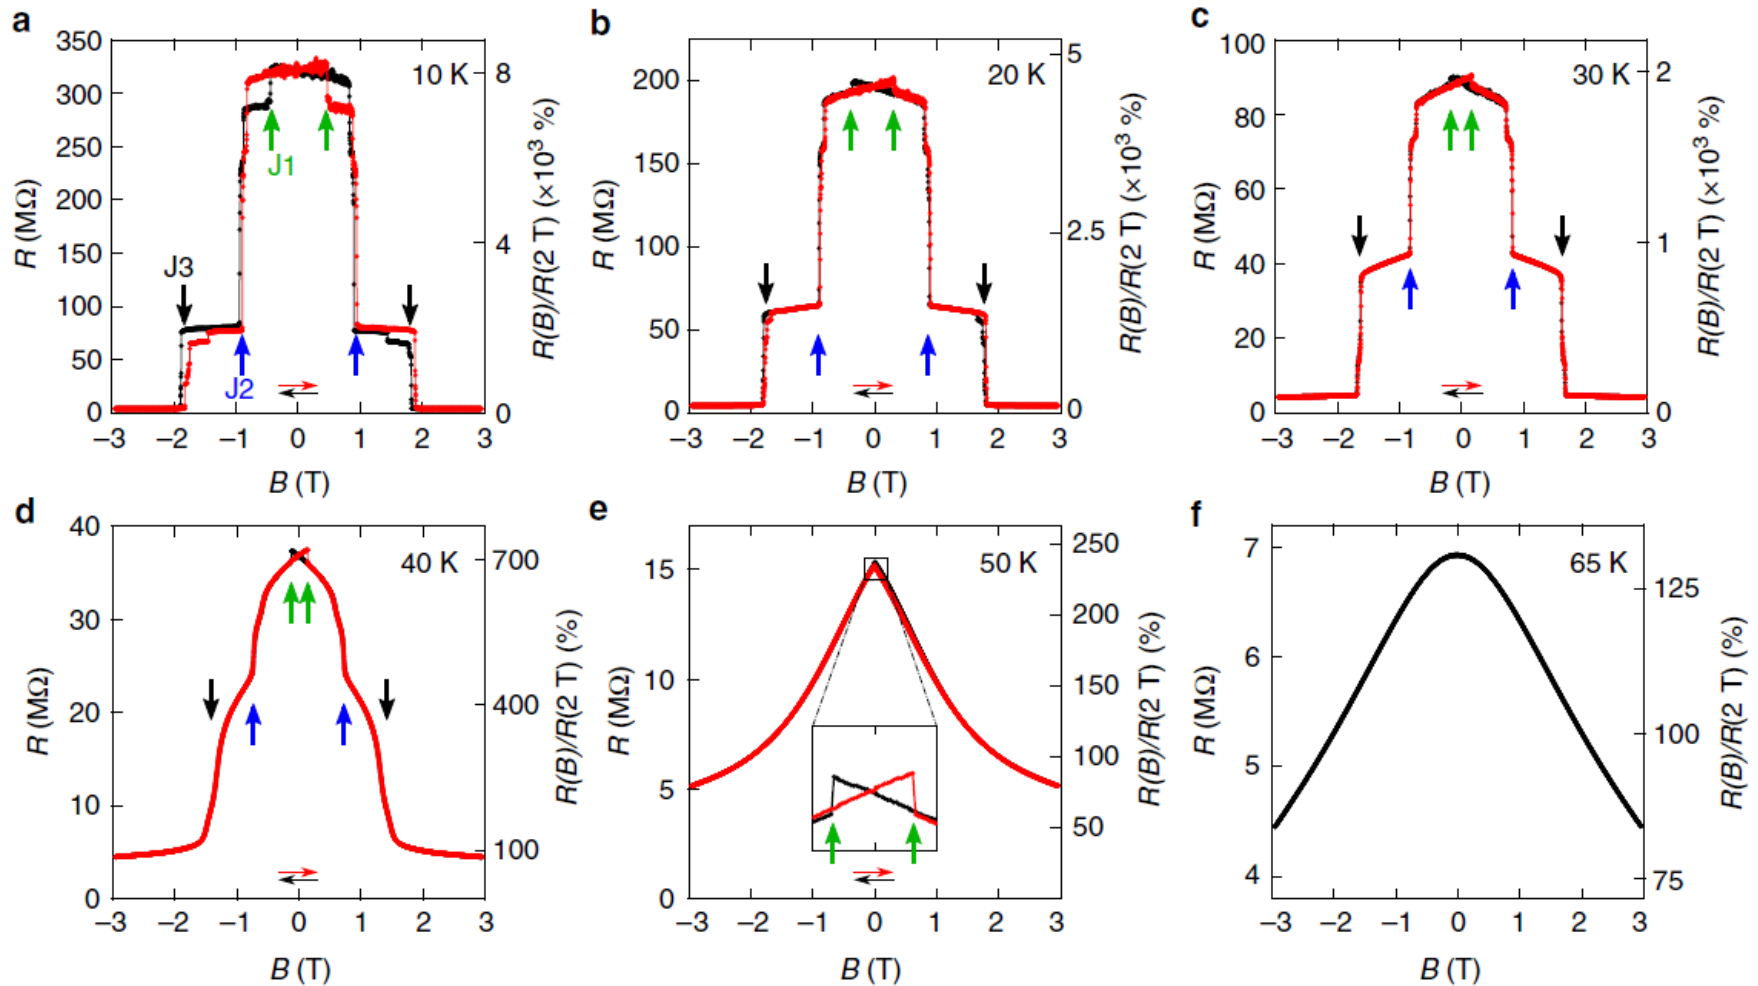 a
350
300
250
200
150
100
50
0
R (MΩ)
10 K
J1
J2
J3
8
4
0
R(B)/R(2 T) (×10³ %)
–3 –2 –1 0 1 2 3
B (T)
b
200
150
100
50
0
R (MΩ)
20 K
5
2.5
0
R(B)/R(2 T) (×10³ %)
–3 –2 –1 0 1 2 3
B (T)
c
100
80
60
40
20
0
R (MΩ)
30 K
2
1
0
R(B)/R(2 T) (×10³ %)
–3 –2 –1 0 1 2 3
B (T)
d
40
30
20
10
0
R (MΩ)
40 K
700
400
100
R(B)/R(2 T) (%)
–3 –2 –1 0 1 2 3
B (T)
e
15
10
5
0
R (MΩ)
50 K
250
200
150
100
50
R(B)/R(2 T) (%)
–3 –2 –1 0 1 2 3
B (T)
f
7
6
5
4
R (MΩ)
65 K
125
100
75
R(B)/R(2 T) (%)
–3 –2 –1 0 1 2 3
B (T)